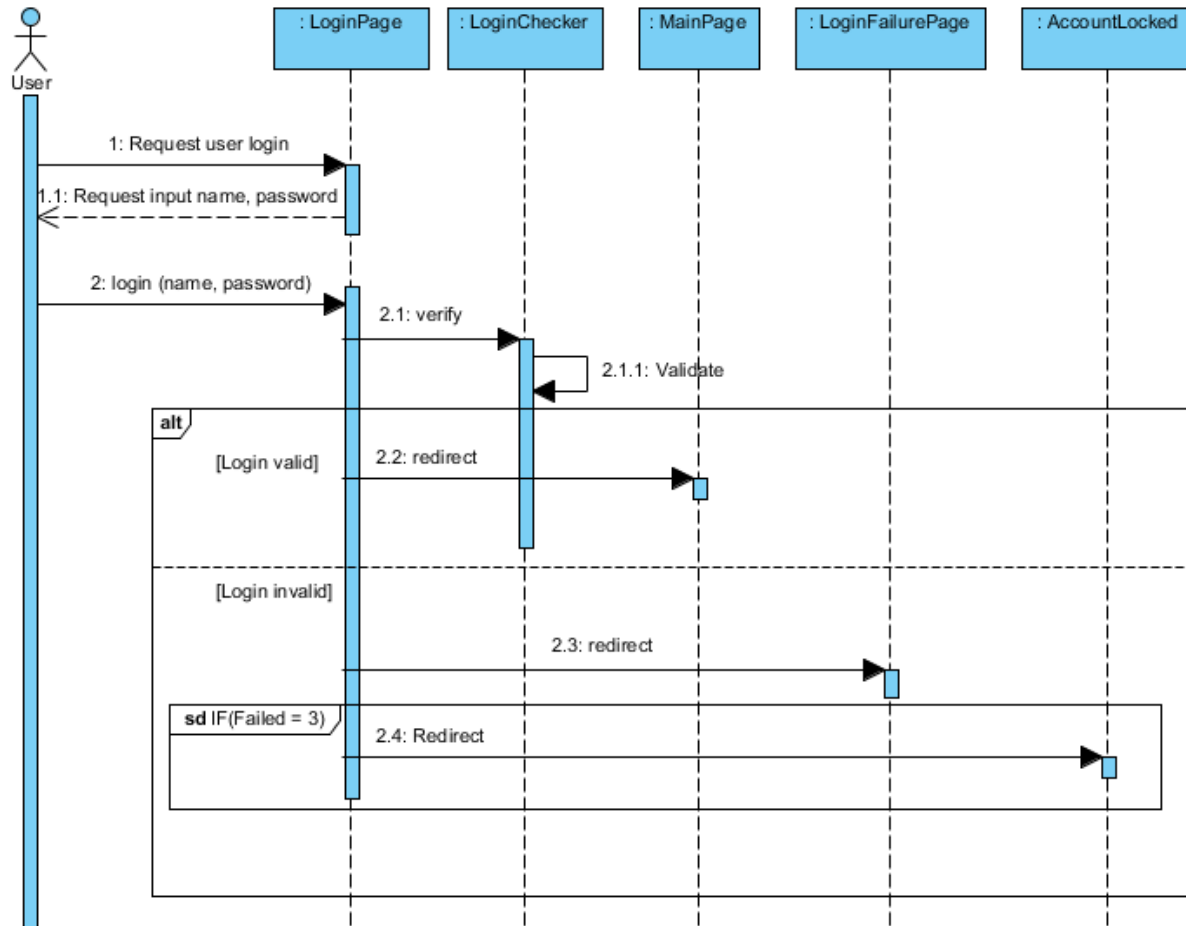 : LoginPage
: LoginChecker
: MainPage
: LoginFailurePage
: AccountLocked
User
1: Request user login
1.1: Request input name, password
2: login (name, password)
2.1: verify
2.1.1: Validate
alt
[Login valid]
2.2: redirect
[Login invalid]
2.3: redirect
sd IF(Failed = 3)
2.4: Redirect